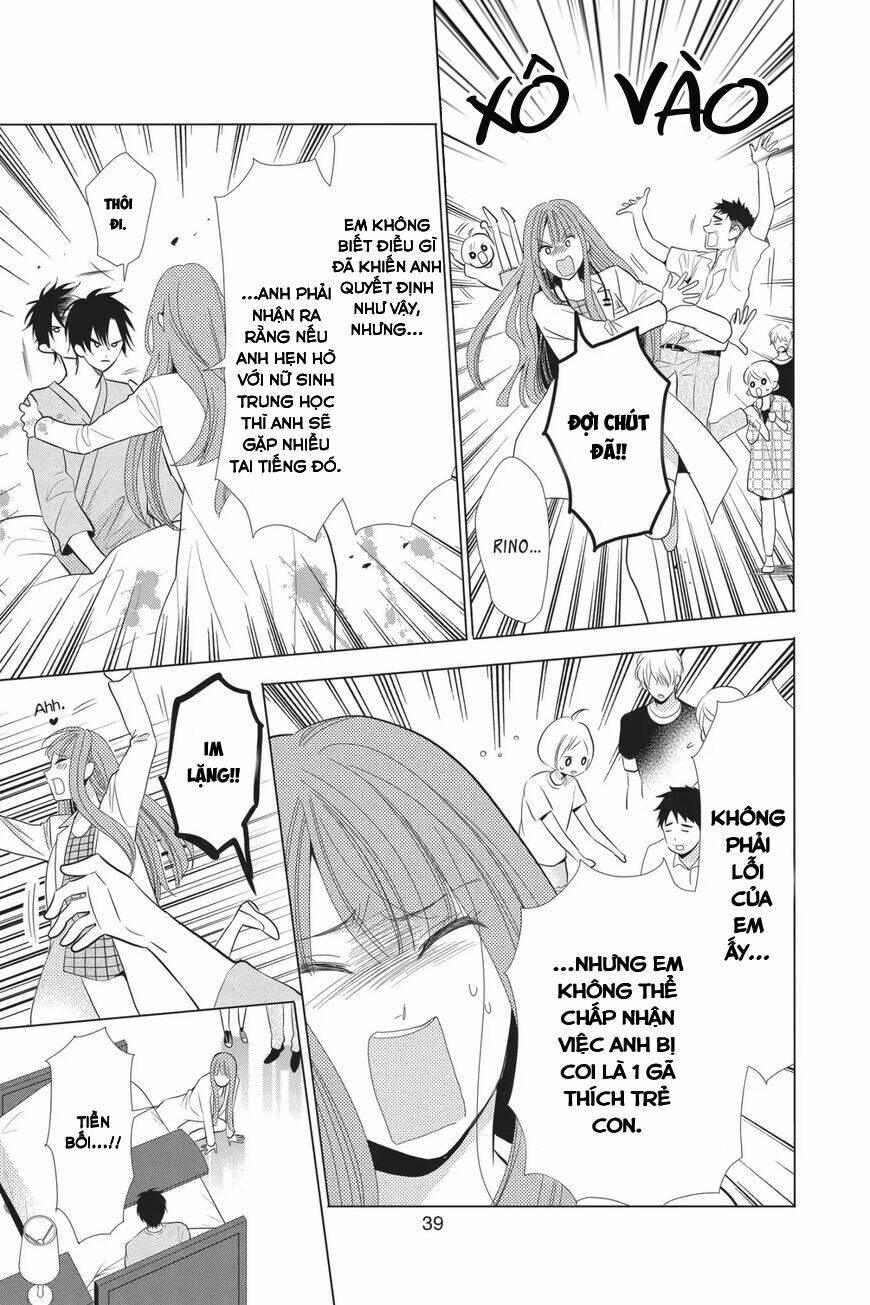 XÔ VÀO
ĐỢI CHÚT
ĐÃ!!
RINO...
EM KHÔNG
BIẾT ĐIỀU GÌ
ĐÃ KHIẾN ANH
QUYẾT ĐỊNH
NHƯ VẬY,
NHƯNG...
...ANH PHẢI
NHẬN RA
RẰNG NẾU
ANH HẸN HÒ
VỚI NỮ SINH
TRUNG HỌC
THÌ ANH SẼ
GẶP NHIỀU
TAI TIẾNG ĐÓ.
THÔI
ĐI.
KHÔNG
PHẢI
LỖI
CỦA
EM
ẤY...
...NHƯNG EM
KHÔNG THỂ
CHẤP NHẬN
VIỆC ANH BỊ
COI LÀ 1 GÃ
THÍCH TRẺ
CON.
IM
LẶNG!!
Ahh.
TIỀN
BỐI...!!
39